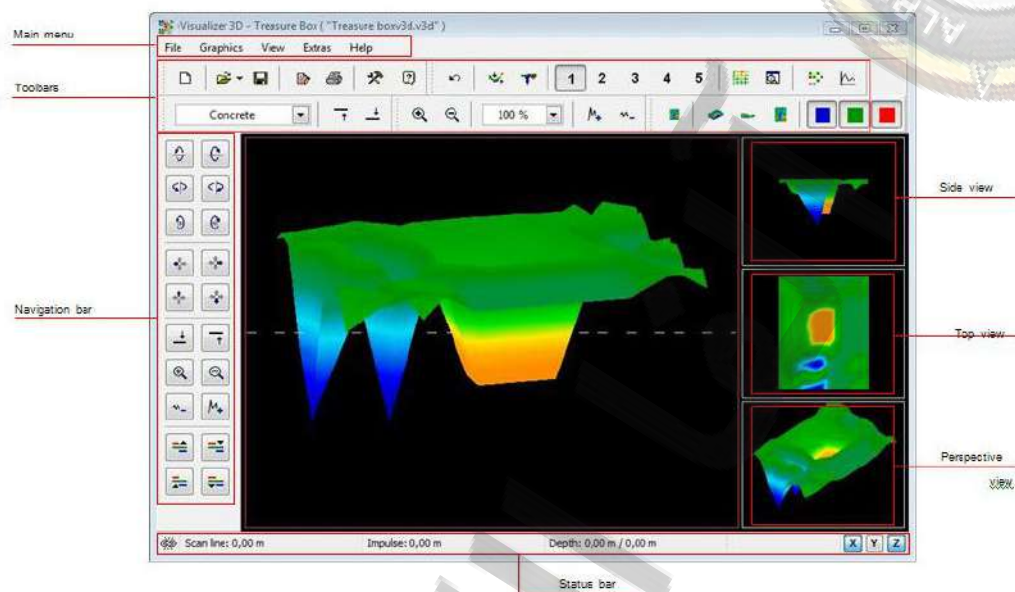 Visualizer 3D - Treasure Box ( "Treasure boxv3d.v3d" )
Main menu
File Graphics View Extras Help
Toolbars
1 2 3 4 5
Concrete
100 %
Side view
Navigation bar
Top view
Perspective
view
Scan line: 0,00 m Impulse: 0,00 m Depth: 0,00 m / 0,00 m X Y Z
Status bar